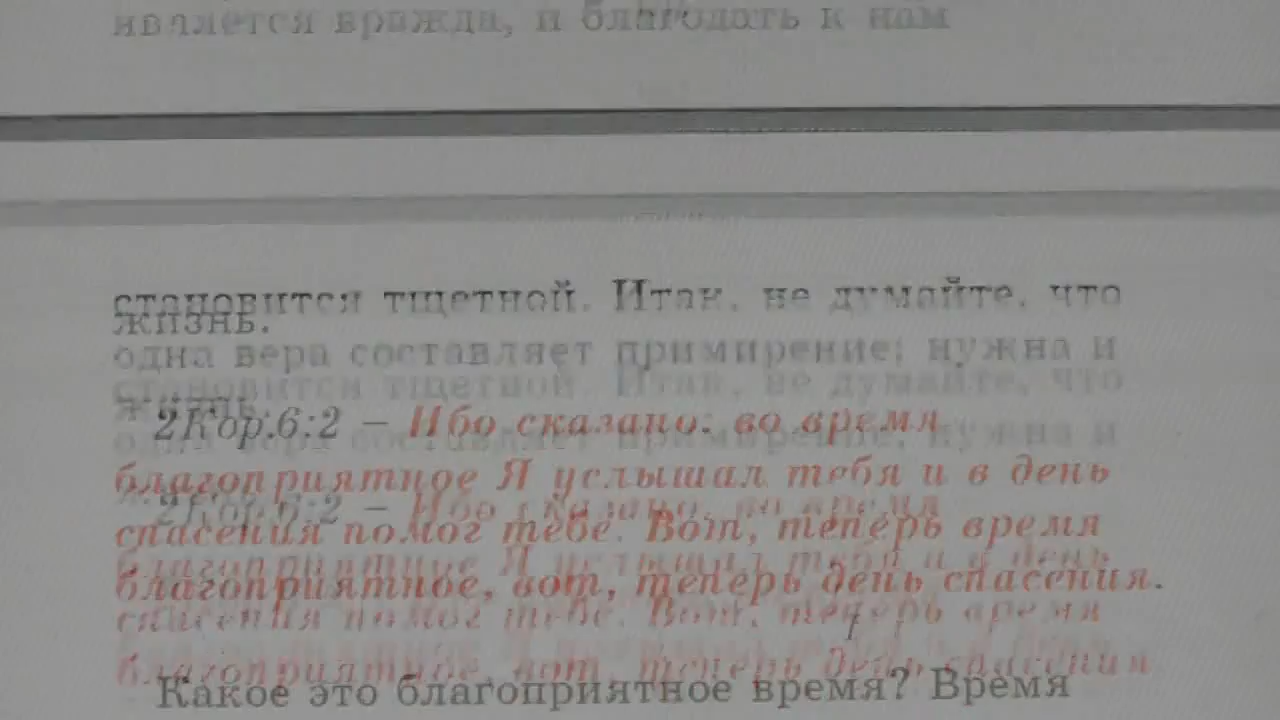 является вражда, и благодать к нам
становится тщетной. Итак, не думайте, что
одна вера составляет примирение; нужна и
жизнь.
2Кор.6:2 – Ибо сказано: во время
благоприятное Я услышал тебя и в день
спасения помог тебе. Вот, теперь время
благоприятное, вот, теперь день спасения.
Какое это благоприятное время? Время